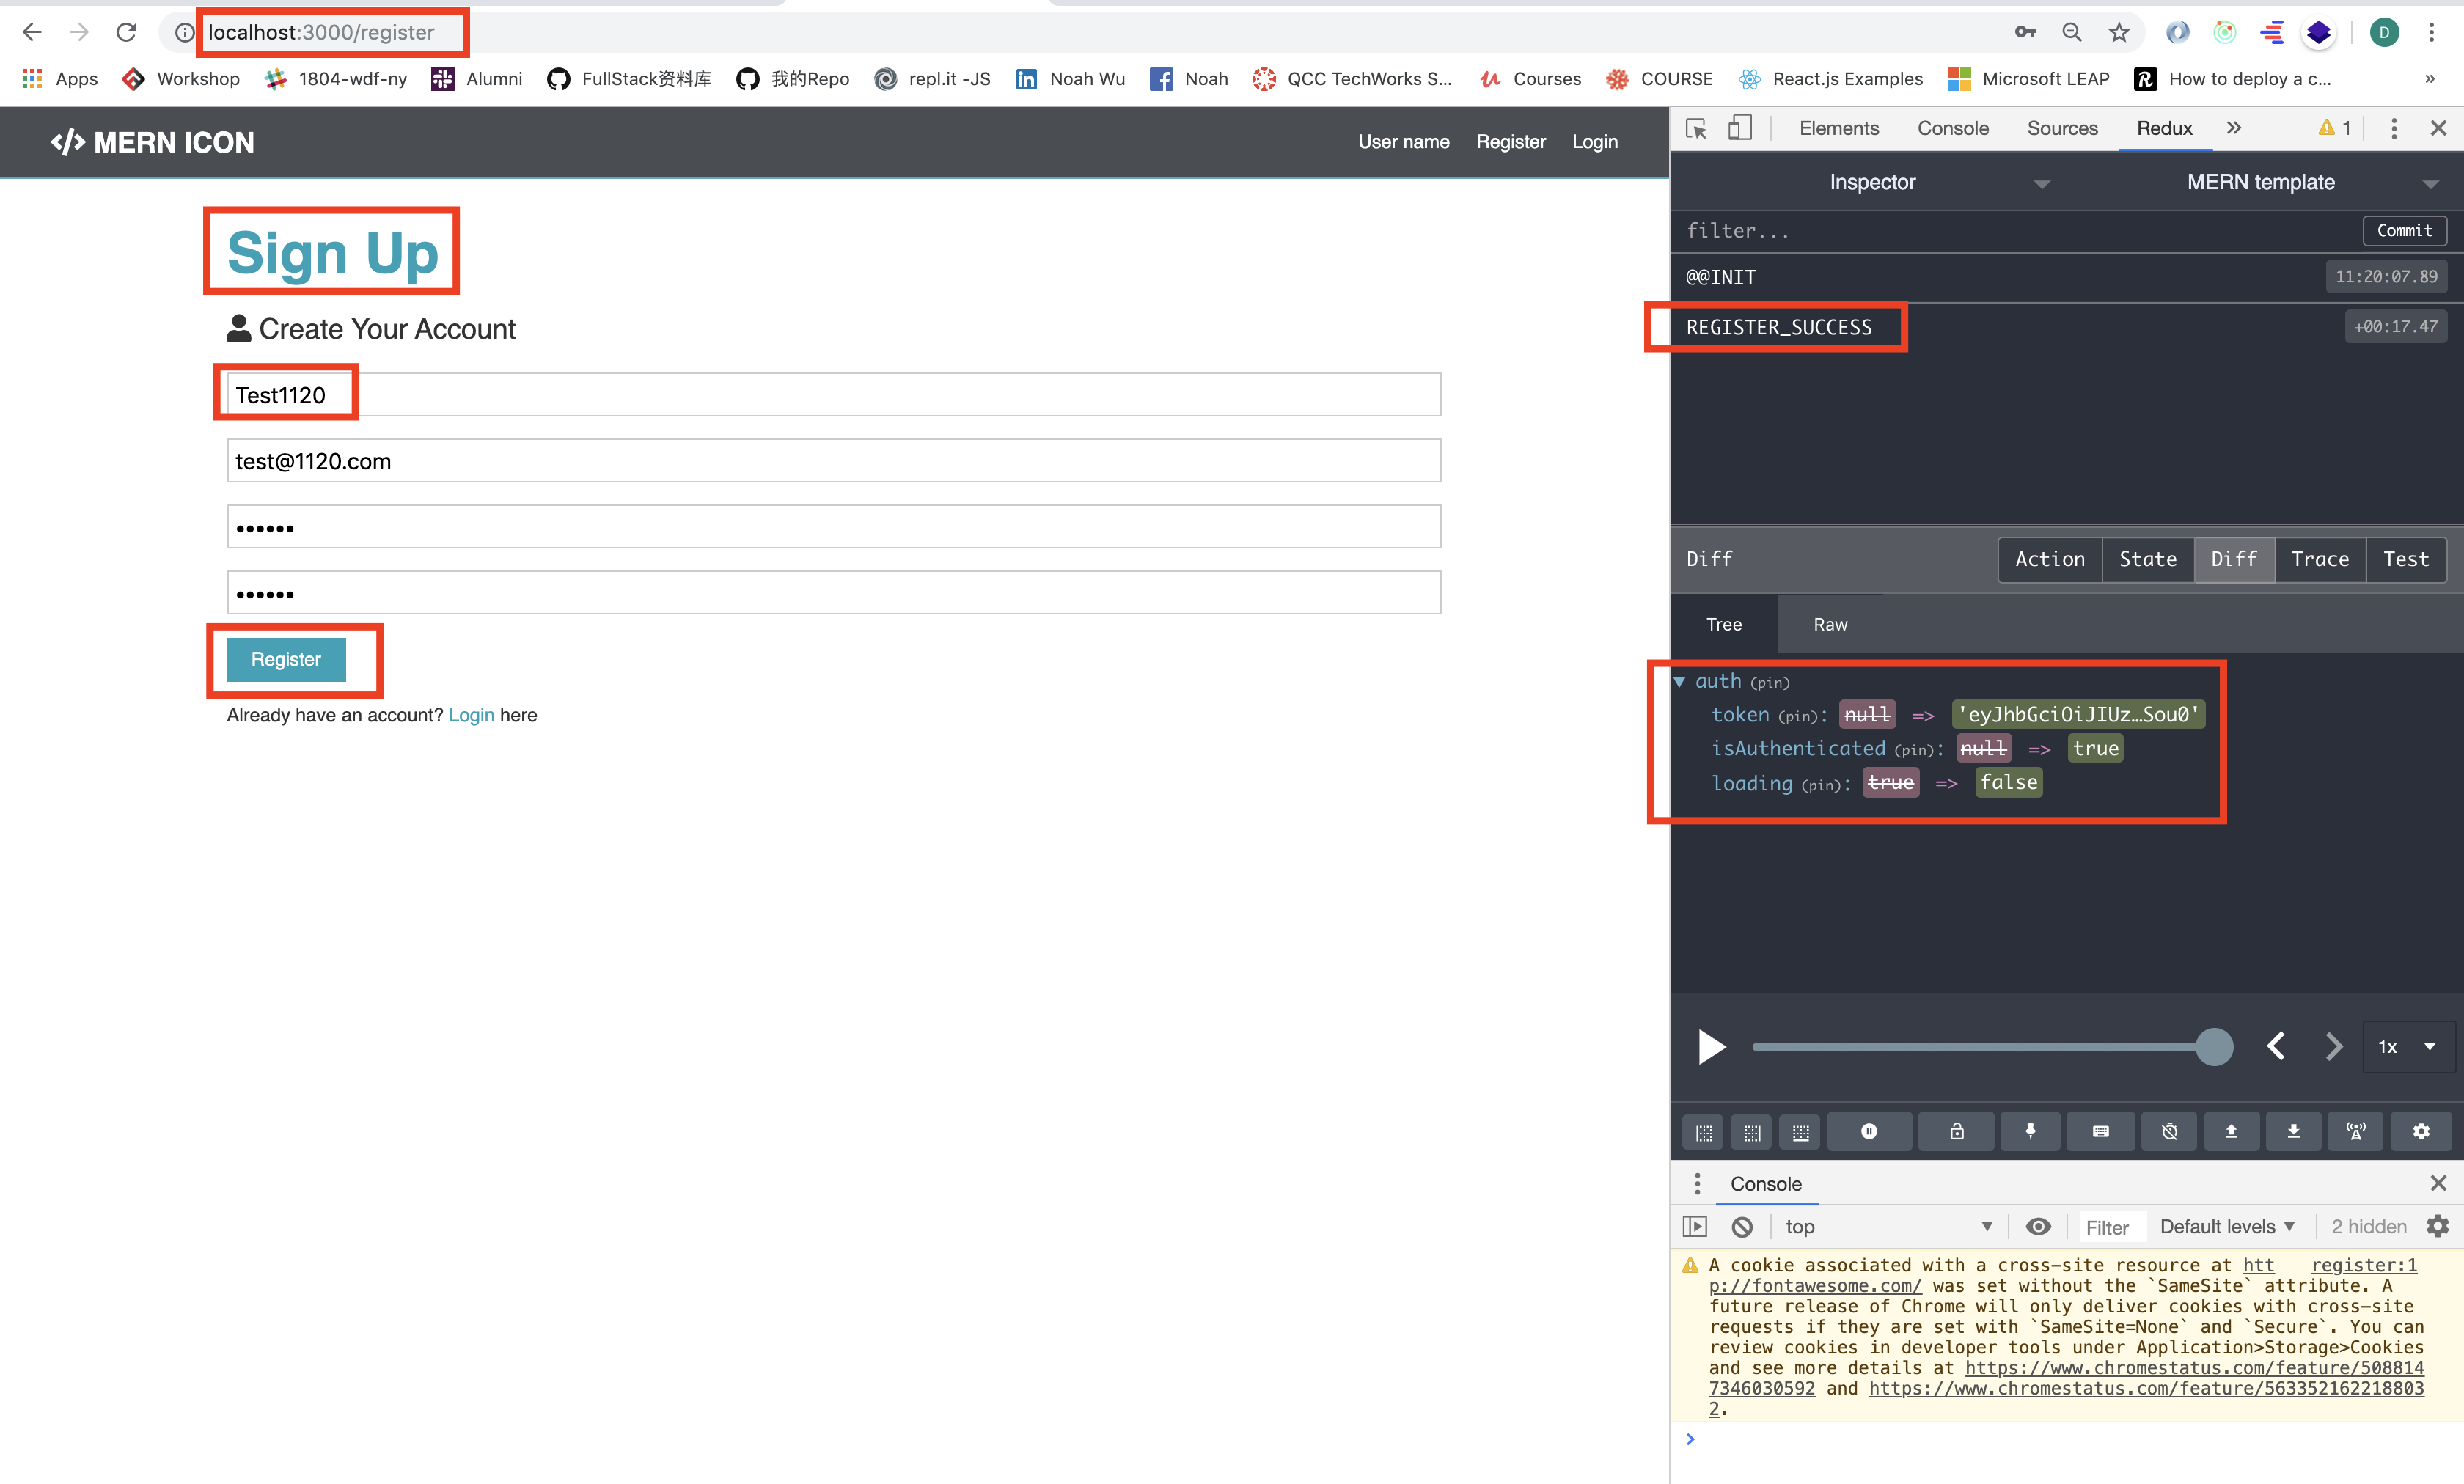 localhost:3000/register
D
Apps Workshop 1804-wdf-ny Alumni FullStack资料库 我的Repo repl.it -JS Noah Wu Noah QCC TechWorks S... Courses COURSE React.js Examples Microsoft LEAP How to deploy a c... »
</> MERN ICON
User name Register Login
Sign Up
Create Your Account
Test1120
test@1120.com
••••••
••••••
Register
Already have an account? Login here
Elements Console Sources Redux » 1
Inspector MERN template
filter... Commit
@@INIT 11:20:07.89
REGISTER_SUCCESS +00:17.47
Diff Action State Diff Trace Test
Tree Raw
auth (pin)
token (pin): null => 'eyJhbGciOiJIUz…Sou0'
isAuthenticated (pin): null => true
loading (pin): true => false
1x
Console
top Filter Default levels 2 hidden
A cookie associated with a cross-site resource at htt register:1
p://fontawesome.com/ was set without the `SameSite` attribute. A
future release of Chrome will only deliver cookies with cross-site
requests if they are set with `SameSite=None` and `Secure`. You can
review cookies in developer tools under Application>Storage>Cookies
and see more details at https://www.chromestatus.com/feature/508814
7346030592 and https://www.chromestatus.com/feature/563352162218803
2.